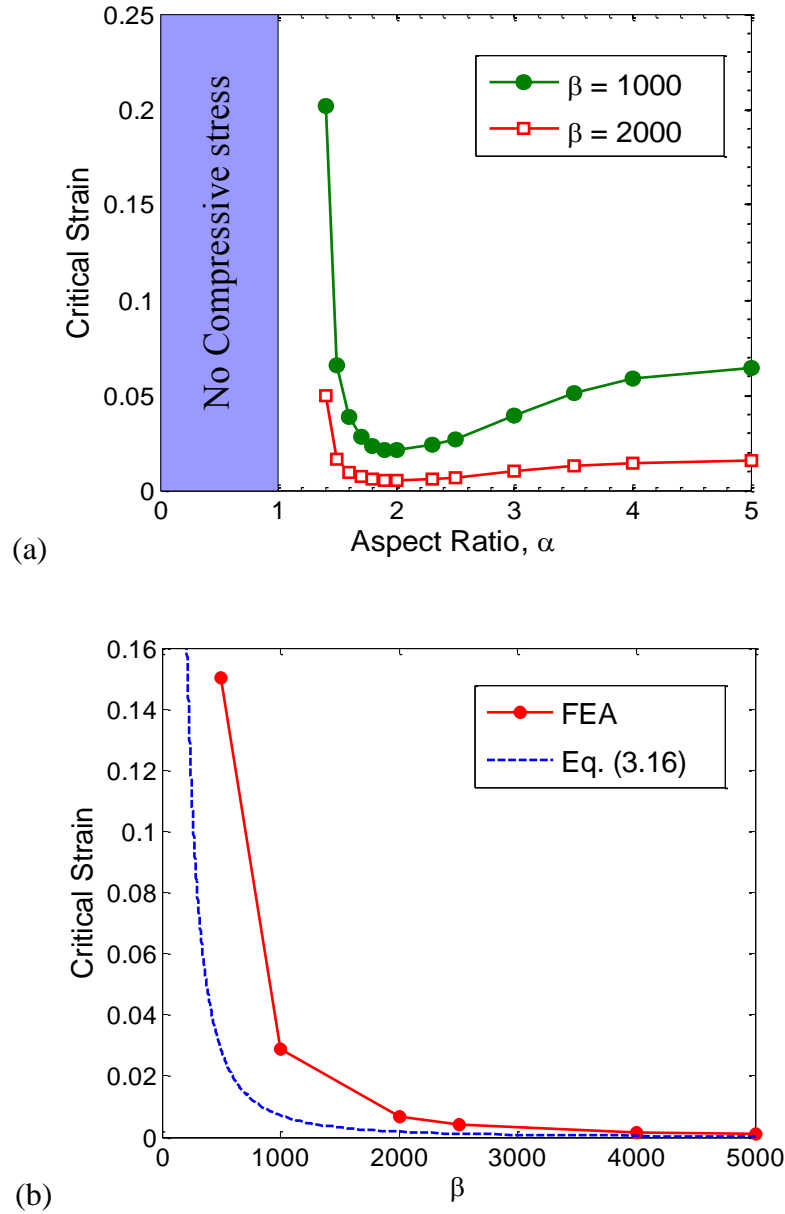 0.25
0.2
0.15
0.1
0.05
0
Critical Strain
No Compressive stress
β = 1000
β = 2000
0 1 2 3 4 5
Aspect Ratio, α
(a)
0.16
0.14
0.12
0.1
0.08
0.06
0.04
0.02
0
Critical Strain
FEA
Eq. (3.16)
0 1000 2000 3000 4000 5000
β
(b)